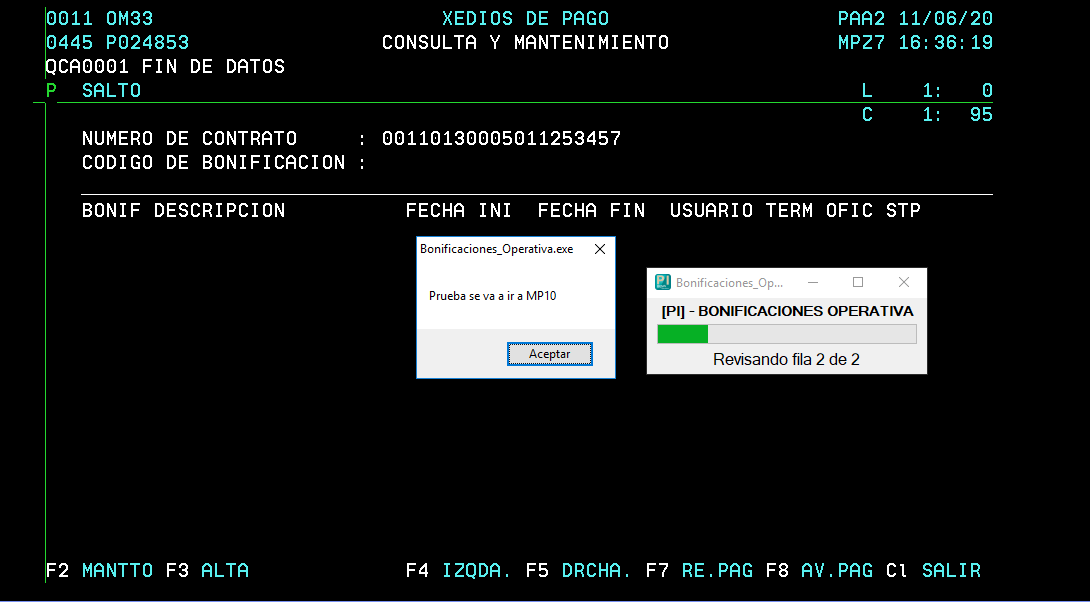 0011 OM33 XEDIOS DE PAGO PAA2 11/06/20
0445 P024853 CONSULTA Y MANTENIMIENTO MPZ7 16:36:19
QCA0001 FIN DE DATOS
P SALTO L 1: 0
C 1: 95
NUMERO DE CONTRATO : 00110130005011253457
CODIGO DE BONIFICACION :
BONIF DESCRIPCION FECHA INI FECHA FIN USUARIO TERM OFIC STP
Bonificaciones_Operativa.exe
Prueba se va a ir a MP10
Aceptar
Bonificaciones_Op...
[PI] - BONIFICACIONES OPERATIVA
Revisando fila 2 de 2
F2 MANTTO F3 ALTA F4 IZQDA. F5 DRCHA. F7 RE.PAG F8 AV.PAG Cl SALIR